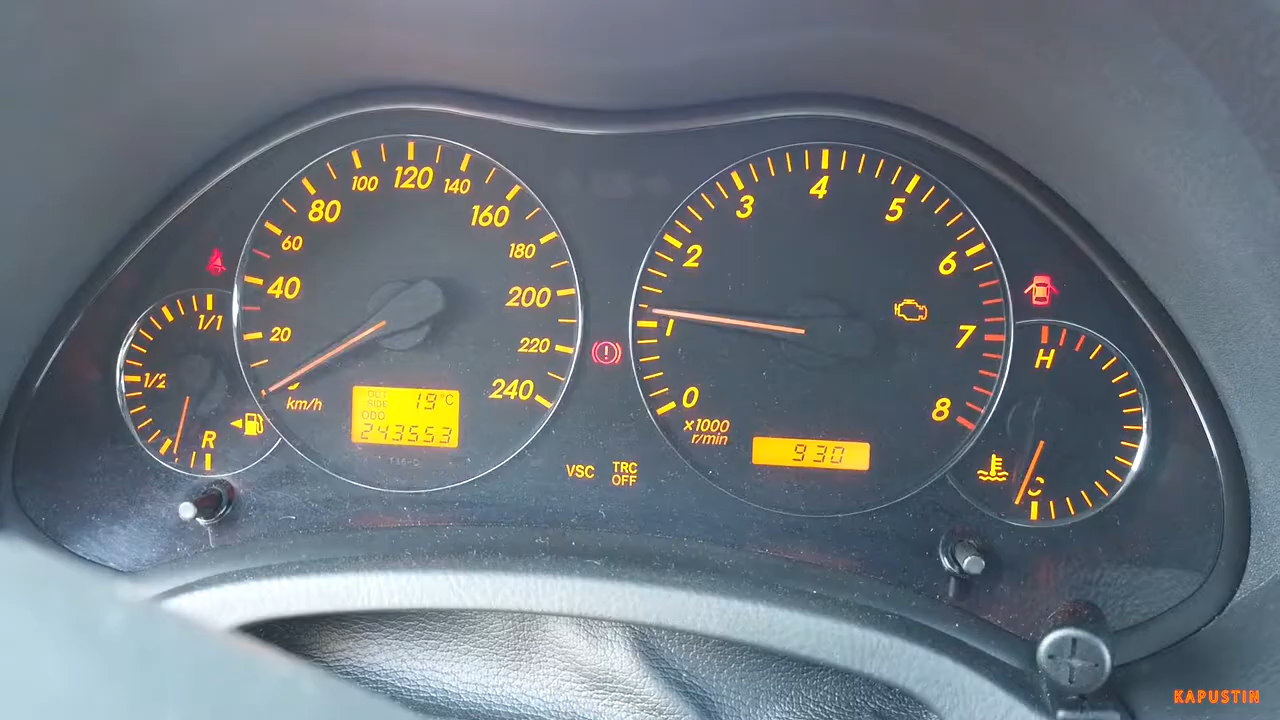 20
40
60
80
100
120
140
160
180
200
220
240
km/h
OUT
SIDE 19°C
ODO
243553
1/1
1/2
R
VSC
TRC
OFF
0
1
2
3
4
5
6
7
8
×1000
r/min
930
H
C
KAPUSTIN